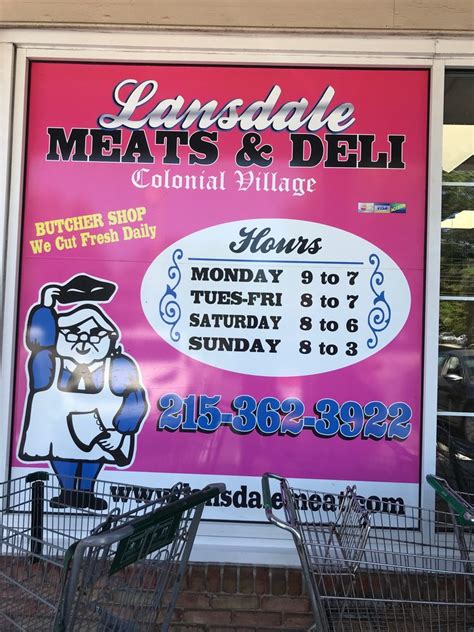 Lansdale
MEATS & DELI
Colonial Village
VISA
BUTCHER SHOP
We Cut Fresh Daily
Hours
MONDAY 9 to 7
TUES-FRI 8 to 7
SATURDAY 8 to 6
SUNDAY 8 to 3
215-362-3922